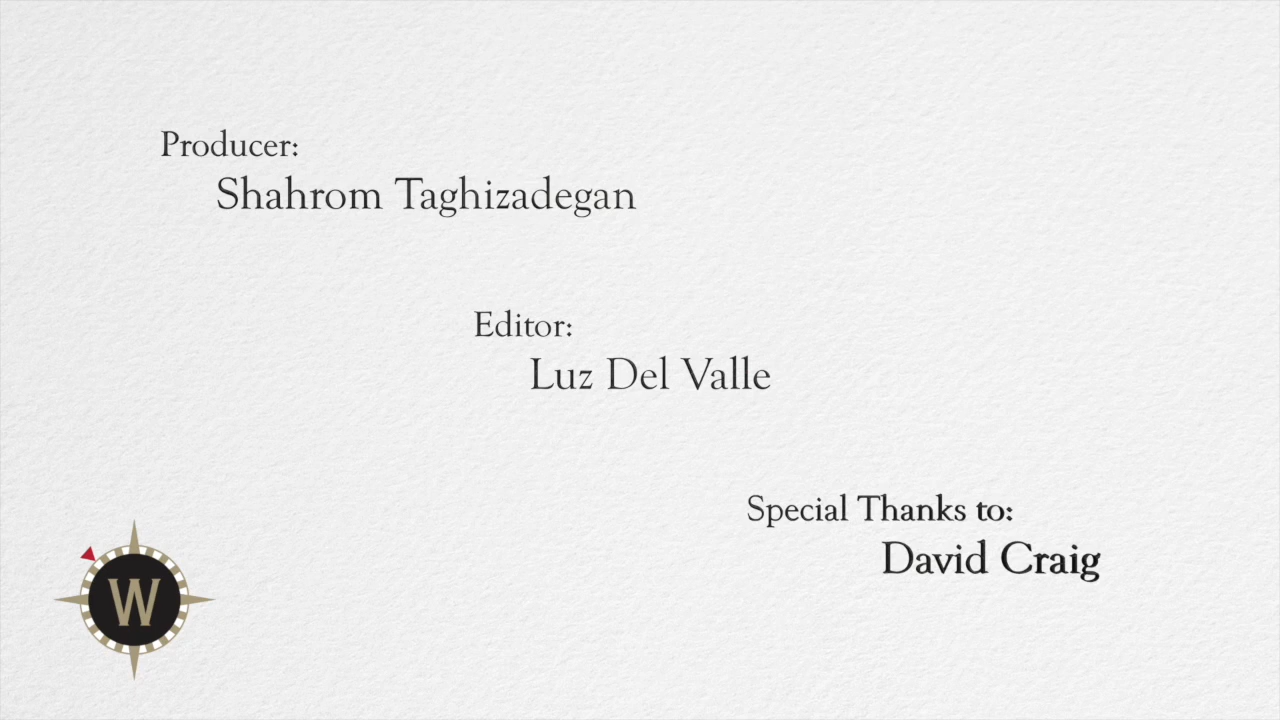 Producer:
Shahrom Taghizadegan
Editor:
Luz Del Valle
Special Thanks to:
David Craig
W